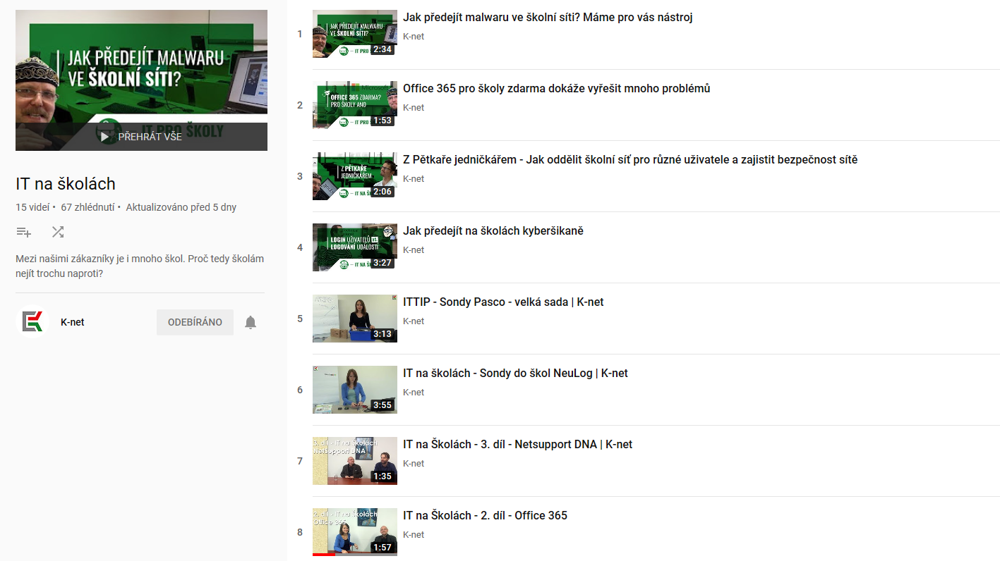 JAK PŘEDEJÍT MALWARU
VE ŠKOLNÍ SÍTI?
IT PRO ŠKOLY
PŘEHRÁT VŠE
IT na školách
15 videí • 67 zhlédnutí • Aktualizováno před 5 dny
Mezi našimi zákazníky je i mnoho škol. Proč tedy školám
nejít trochu naproti?
K-net
ODEBÍRÁNO
1
JAK PŘEDEJÍT MALWARU
VE ŠKOLNÍ SÍTI?
IT PRO
2:34
Jak předejít malwaru ve školní síti? Máme pro vás nástroj
K-net
2
Microsoft
OFFICE 365 ZDARMA?
PRO ŠKOLY ANO
IT PRO
1:53
Office 365 pro školy zdarma dokáže vyřešit mnoho problémů
K-net
3
Z PĚTKAŘE
JEDNIČKÁŘEM
IT NA
2:06
Z Pětkaře jedničkářem - Jak oddělit školní síť pro různé uživatele a zajistit bezpečnost sítě
K-net
4
LOGIN UŽIVATELŮ VS.
LOGOVÁNÍ UDÁLOSTÍ
IT NA
3:27
Jak předejít na školách kyberšikaně
K-net
5
3:13
ITTIP - Sondy Pasco - velká sada | K-net
K-net
6
3:55
IT na školách - Sondy do škol NeuLog | K-net
K-net
7
3. díl - IT na Školách
NetSupport DNA
1:35
IT na Školách - 3. díl - Netsupport DNA | K-net
K-net
8
2. díl - IT na Školách
Office 365
1:57
IT na Školách - 2. díl - Office 365
K-net